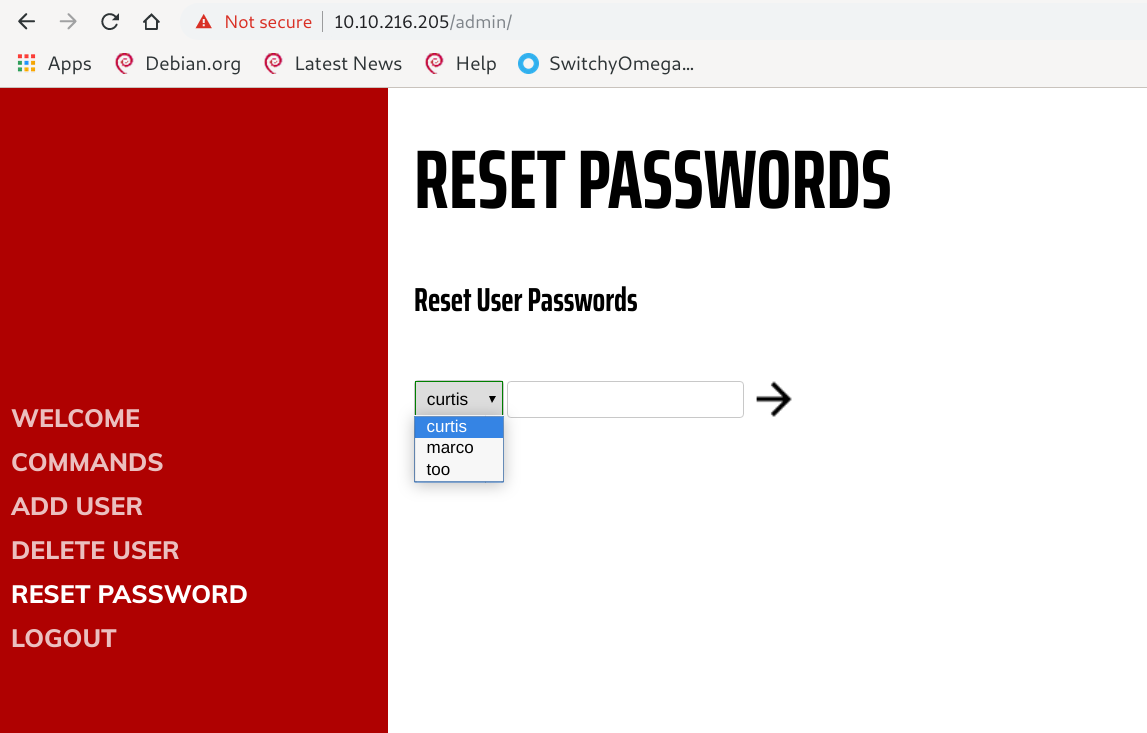 Not secure | 10.10.216.205/admin/
Apps Debian.org Latest News Help SwitchyOmega...
RESET PASSWORDS
Reset User Passwords
curtis
curtis
marco
too
WELCOME
COMMANDS
ADD USER
DELETE USER
RESET PASSWORD
LOGOUT